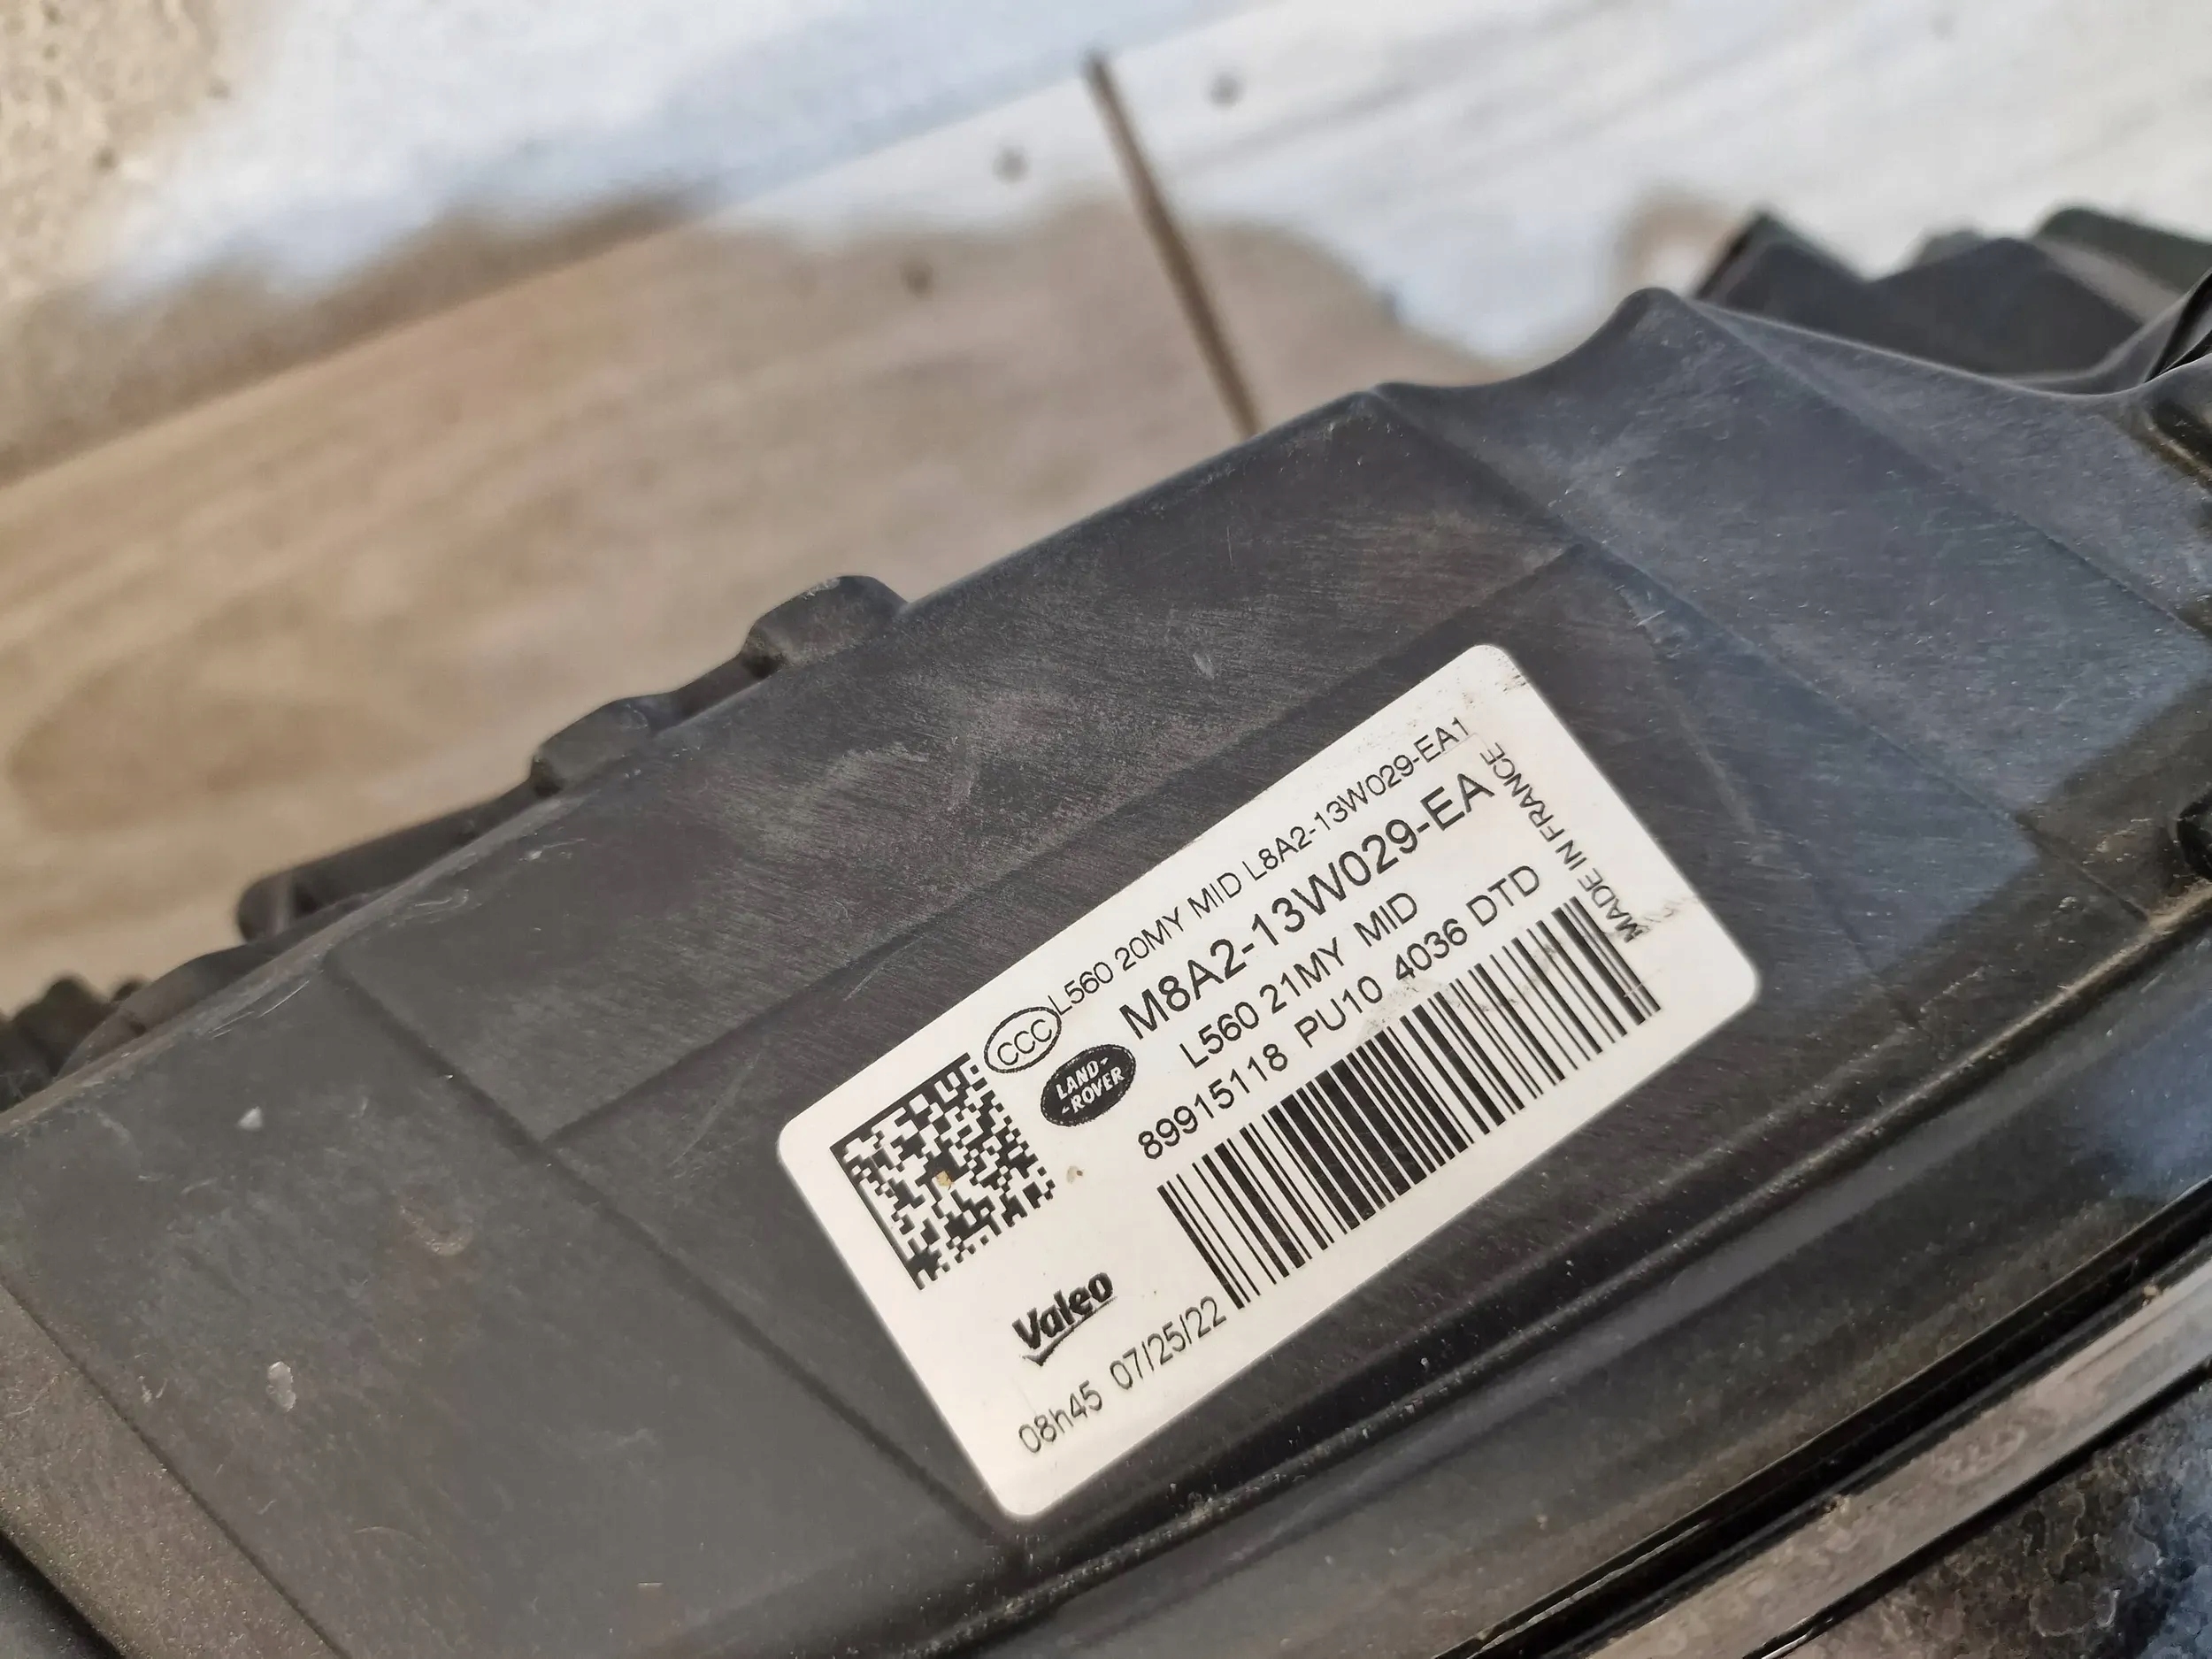 CCC L560 20MY MID L8A2-13W029-EA1
LAND-
-ROVER
M8A2-13W029-EA
L560 21MY MID
89915118 PU10 4036 DTD
MADE IN FRANCE
Valeo
08h45 07/25/22